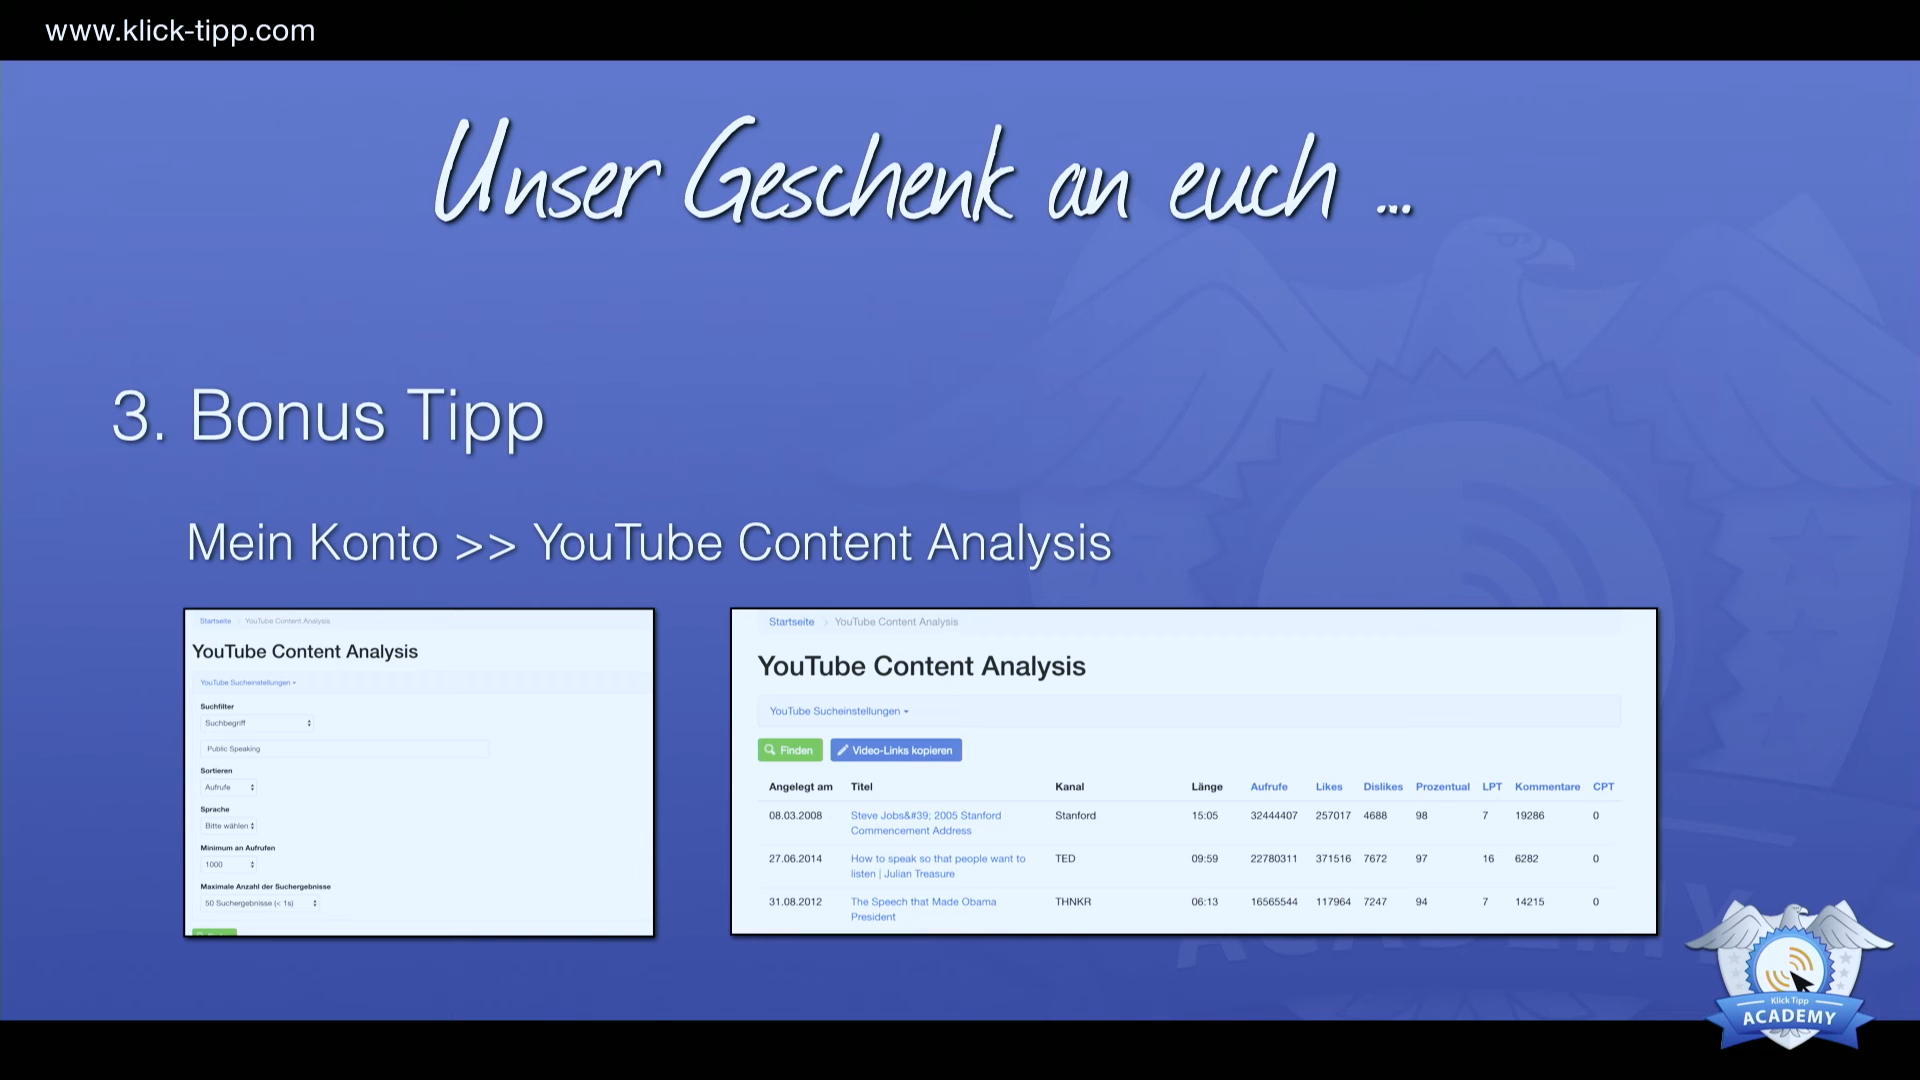 www.klick-tipp.com
Unser Geschenk an euch ...
3. Bonus Tipp
Mein Konto >> YouTube Content Analysis
Startseite YouTube Content Analysis
YouTube Content Analysis
YouTube Sucheinstellungen
Suchfilter
Suchbegriff
Public Speaking
Sortieren
Aufrufe
Sprache
Bitte wählen
Minimum an Aufrufen
1000
Maximale Anzahl der Suchergebnisse
50 Suchergebnisse (< 1s)
Startseite > YouTube Content Analysis
YouTube Content Analysis
YouTube Sucheinstellungen
Finden Video-Links kopieren
Angelegt am Titel Kanal Länge Aufrufe Likes Dislikes Prozentual LPT Kommentare CPT
08.03.2008 Steve Jobs&#39; 2005 Stanford Stanford 15:05 32444407 257017 4688 98 7 19286 0
Commencement Address
27.06.2014 How to speak so that people want to TED 09:59 22780311 371516 7672 97 16 6282 0
listen | Julian Treasure
31.08.2012 The Speech that Made Obama THNKR 06:13 16565544 117964 7247 94 7 14215 0
President
ACADEMY
Klick Tipp
ACADEMY